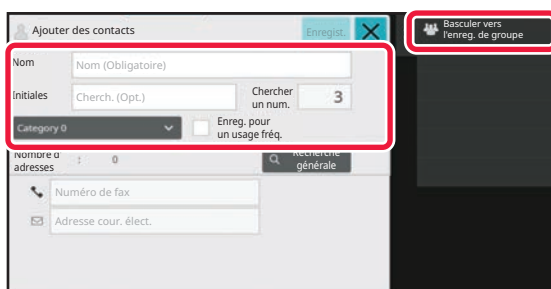 Ajouter des contacts
Enregist.
Basculer vers
l'enreg. de groupe
Nom
Nom (Obligatoire)
Initiales
Cherch. (Opt.)
Chercher
un num.
3
Category 0
Enreg. pour
un usage fréq.
Nombre d
adresses
:
0
Recherche
générale
Numéro de fax
Adresse cour. élect.